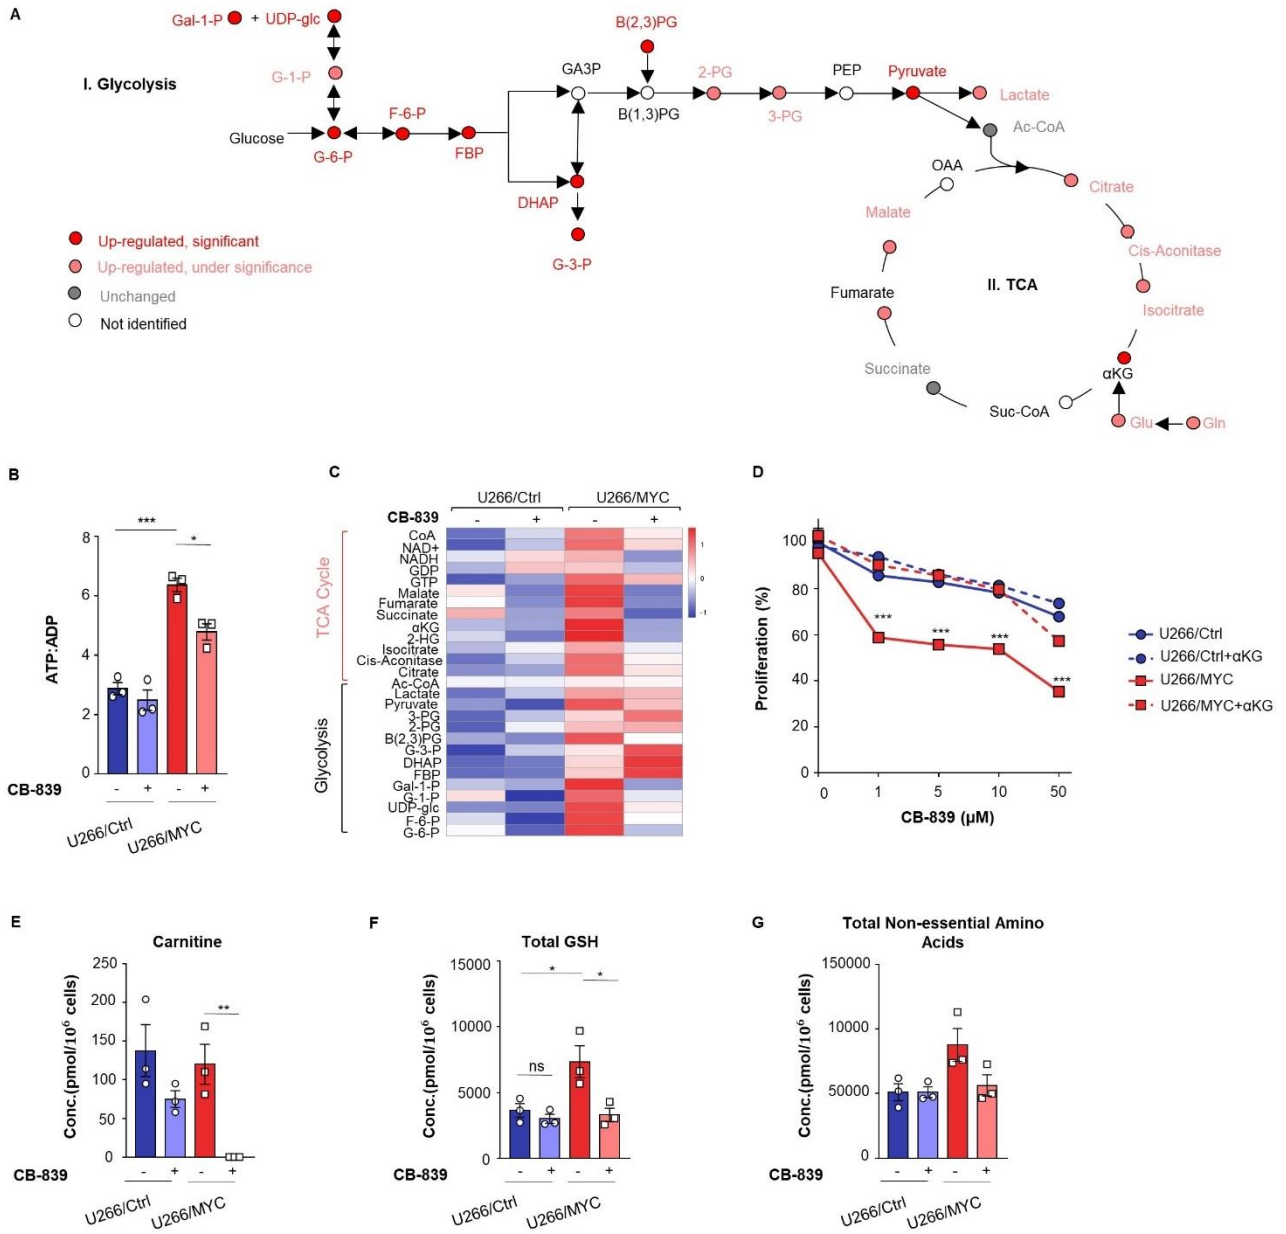 A
Gal-1-P + UDP-glc
B(2,3)PG
G-1-P
GA3P
2-PG
PEP
Pyruvate
I. Glycolysis
Lactate
B(1,3)PG
3-PG
F-6-P
Ac-CoA
Glucose
G-6-P
FBP
OAA
Citrate
DHAP
Malate
Up-regulated, significant
Cis-Aconitase
G-3-P
Up-regulated, under significance
II. TCA
Fumarate
Unchanged
Isocitrate
Not identified
Succinate
αKG
Suc-CoA
Glu
Gln
B
ATP:ADP
8
6
4
2
0
***
*
CB-839
- + - +
U266/Ctrl
U266/MYC
C
U266/Ctrl
U266/MYC
CB-839
- + - +
TCA Cycle
CoA
NAD+
NADH
GDP
GTP
Malate
Fumarate
Succinate
αKG
2-HG
Isocitrate
Cis-Aconitase
Citrate
Ac-CoA
Glycolysis
Lactate
Pyruvate
3-PG
2-PG
B(2,3)PG
G-3-P
DHAP
FBP
Gal-1-P
G-1-P
UDP-glc
F-6-P
G-6-P
1
0
-1
D
Proliferation (%)
100
80
60
40
20
0
***
***
***
***
0 1 5 10 50
CB-839 (µM)
U266/Ctrl
U266/Ctrl+αKG
U266/MYC
U266/MYC+αKG
E
Carnitine
Conc.(pmol/10⁶ cells)
250
200
150
100
50
0
**
CB-839
- + - +
U266/Ctrl
U266/MYC
F
Total GSH
Conc.(pmol/10⁶ cells)
15000
10000
5000
0
*
*
ns
CB-839
- + - +
U266/Ctrl
U266/MYC
G
Total Non-essential Amino
Acids
Conc.(pmol/10⁶ cells)
150000
10000
50000
0
CB-839
- + - +
U266/Ctrl
U266/MYC